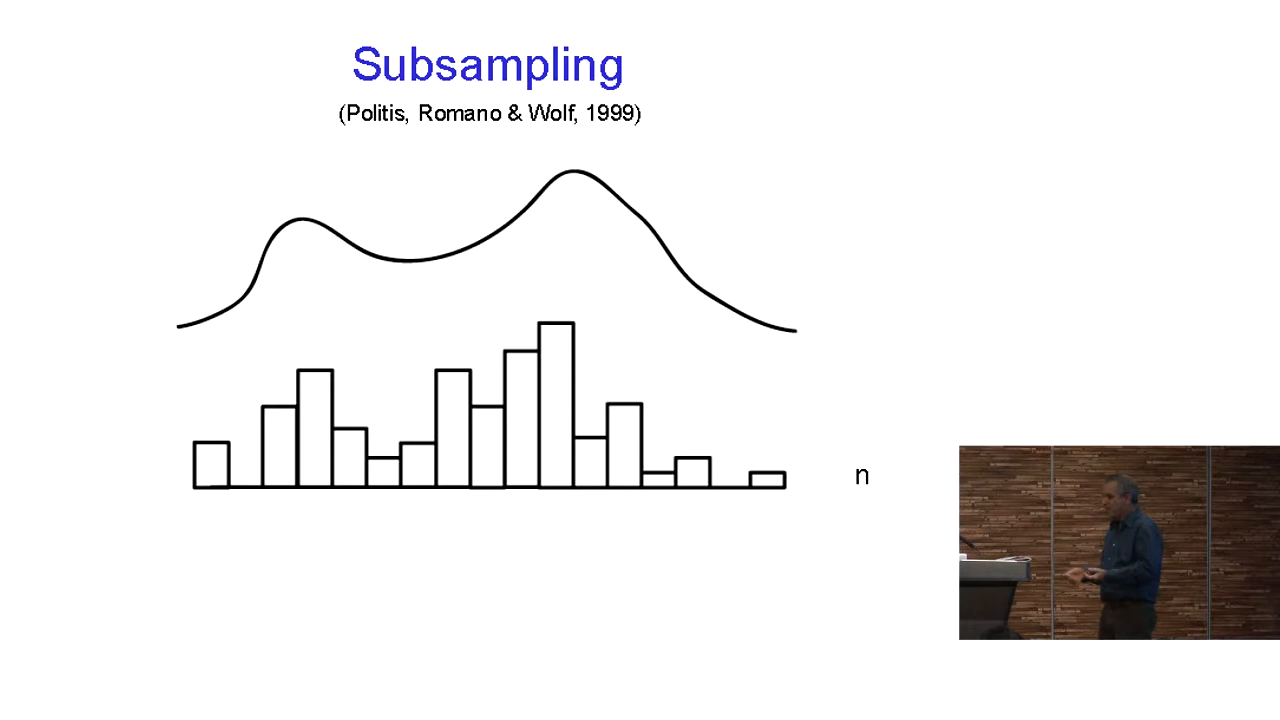 Subsampling
(Politis, Romano & Wolf, 1999)
n